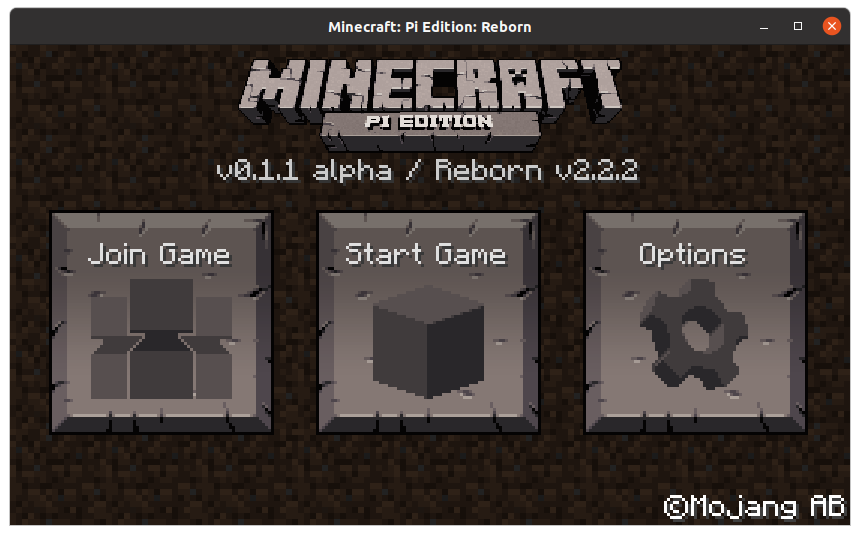 Minecraft: Pi Edition: Reborn
MINECRAFT
PI EDITION
v0.1.1 alpha / Reborn v2.2.2
Join Game
Start Game
Options
©Mojang AB